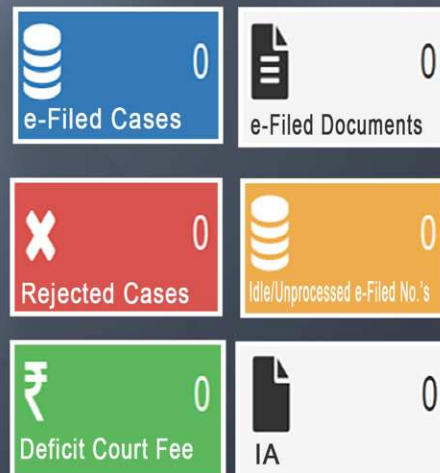 0
e-Filed Cases
0
e-Filed Documents
0
Rejected Cases
0
Idle/Unprocessed e-Filed No.'s
₹
0
Deficit Court Fee
0
IA